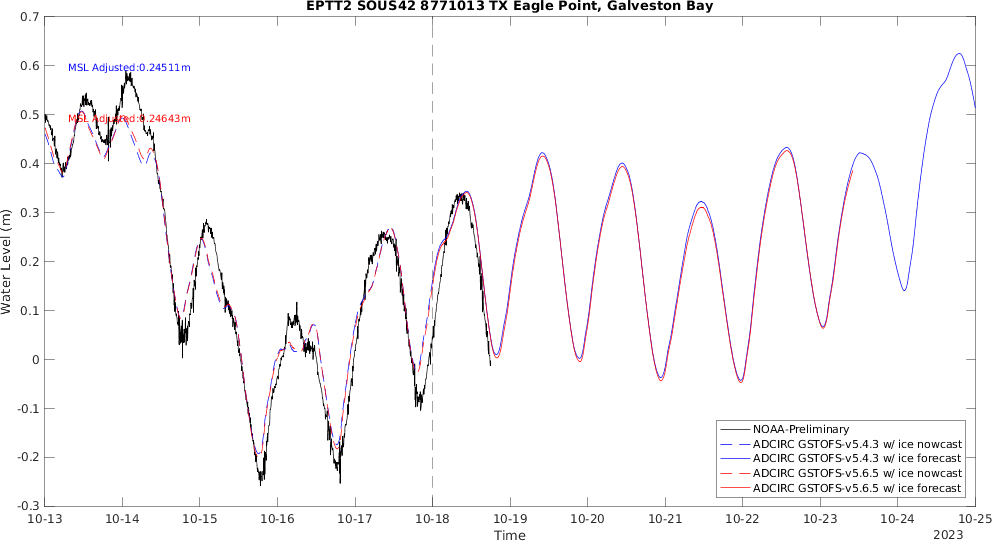 EPTT2 SOUS42 8771013 TX Eagle Point, Galveston Bay
0.7
0.6
0.5
0.4
0.3
0.2
0.1
0
-0.1
-0.2
-0.3
Water Level (m)
MSL Adjusted:0.24511m
MSL Adjusted:0.24643m
NOAA-Preliminary
ADCIRC GSTOFS-v5.4.3 w/ ice nowcast
ADCIRC GSTOFS-v5.4.3 w/ ice forecast
ADCIRC GSTOFS-v5.6.5 w/ ice nowcast
ADCIRC GSTOFS-v5.6.5 w/ ice forecast
10-13 10-14 10-15 10-16 10-17 10-18 10-19 10-20 10-21 10-22 10-23 10-24 10-25
Time
2023